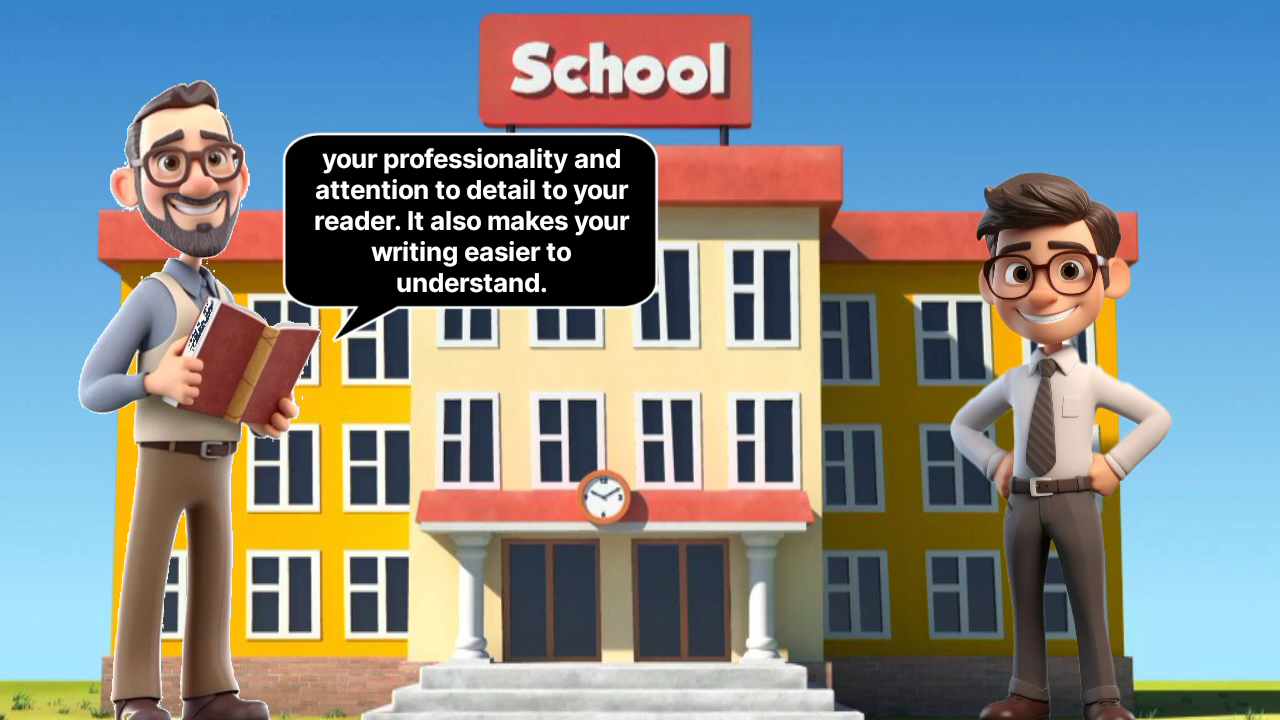 School
your professionality and
attention to detail to your
reader. It also makes your
writing easier to
understand.